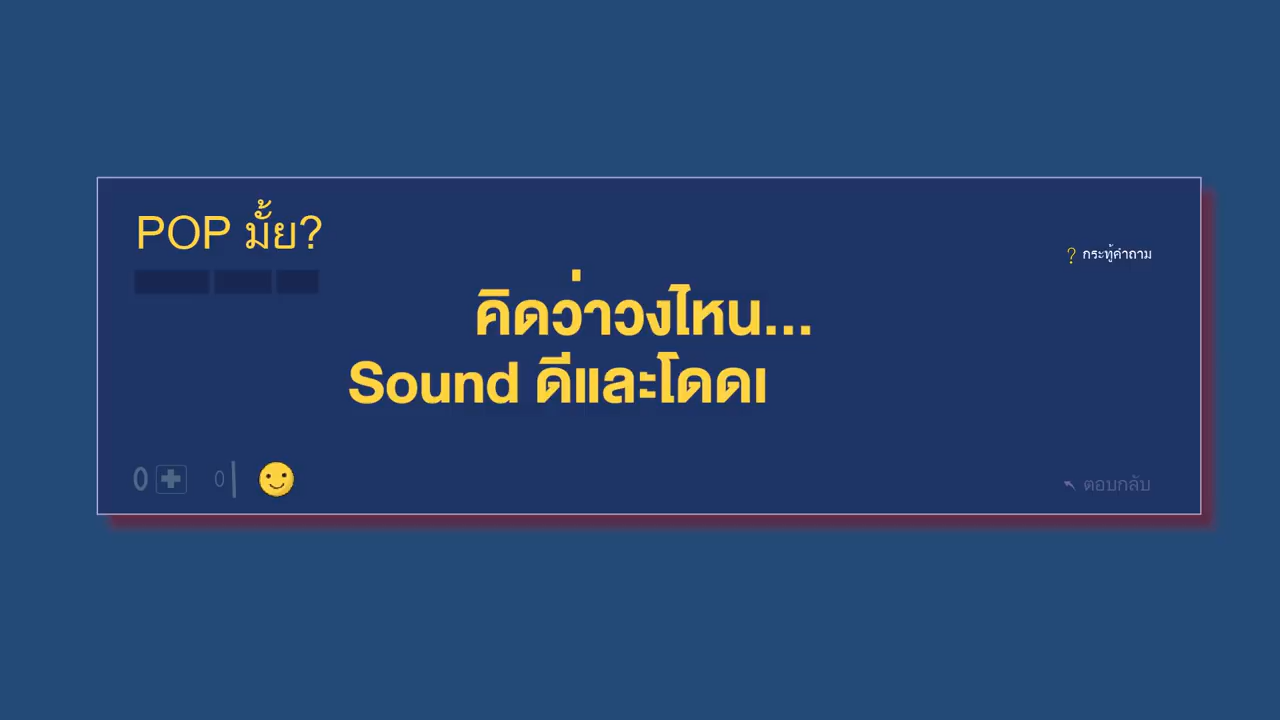 POP มั้ย?
? กระทู้คำถาม
คิดว่าวงไหน...
Sound ดีและโดดเ
0 0
ตอบกลับ